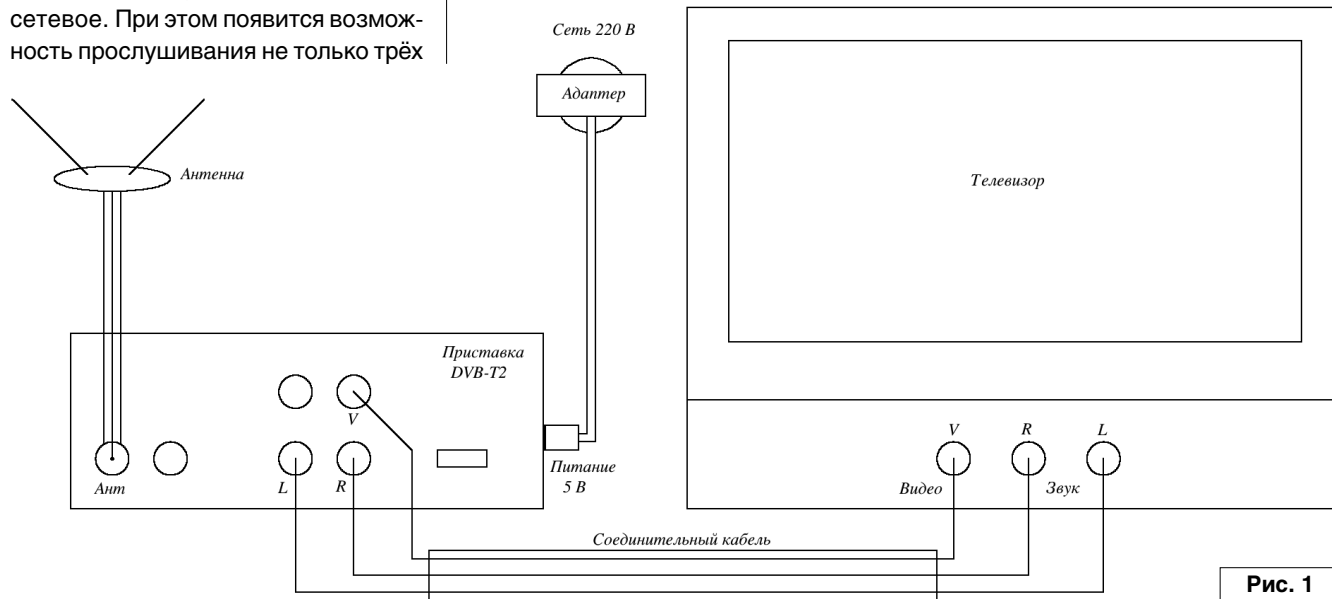 сетевое. При этом появится возмож-
ность прослушивания не только трёх
Сеть 220 В
Адаптер
Антенна
Телевизор
Приставка
DVB-T2
V
Ант
L
R
Питание
5 В
V
R
L
Видео
Звук
Соединительный кабель
Рис. 1